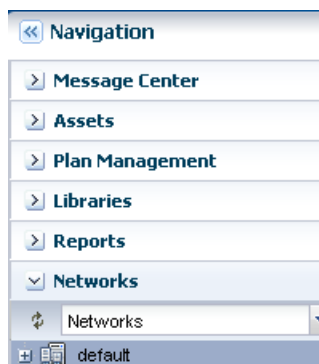 Navigation
Message Center
Assets
Plan Management
Libraries
Reports
Networks
Networks
default